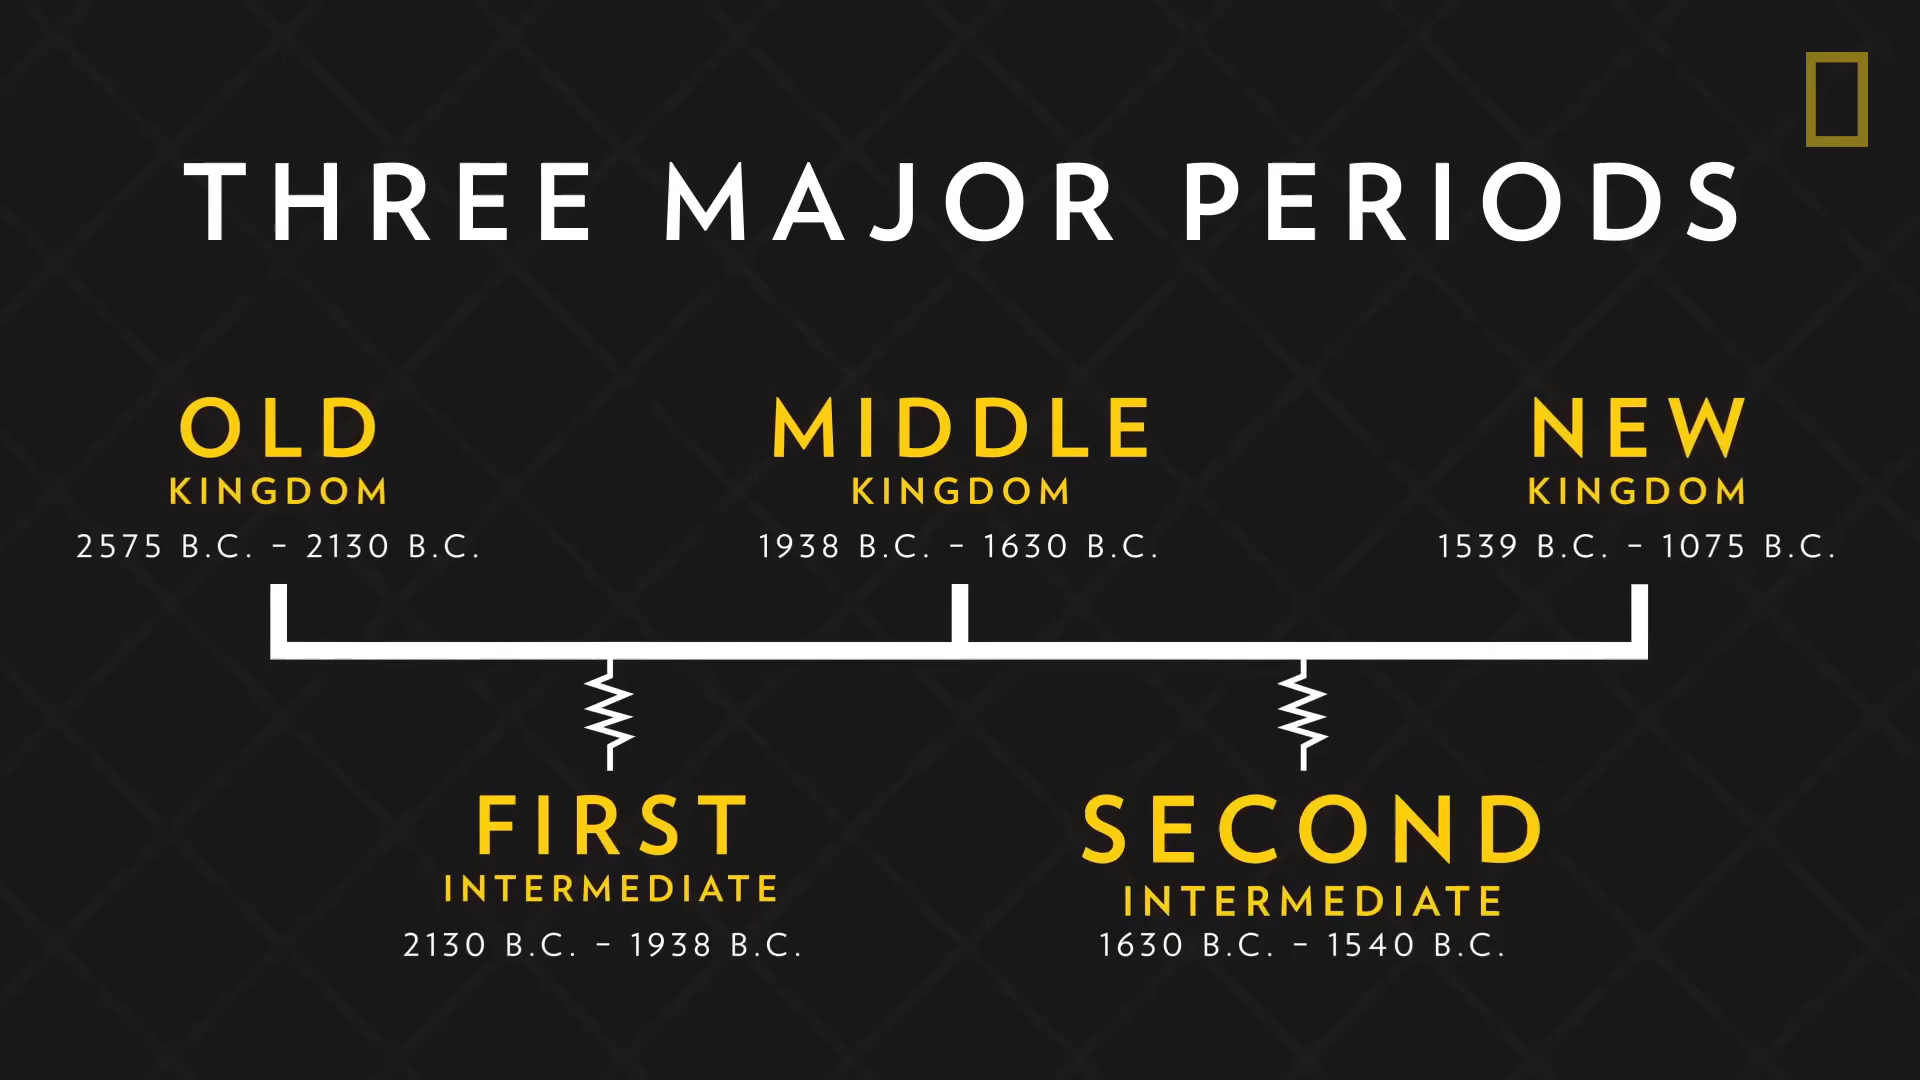 THREE MAJOR PERIODS
OLD
KINGDOM
2575 B.C. – 2130 B.C.
MIDDLE
KINGDOM
1938 B.C. – 1630 B.C.
NEW
KINGDOM
1539 B.C. – 1075 B.C.
FIRST
INTERMEDIATE
2130 B.C. – 1938 B.C.
SECOND
INTERMEDIATE
1630 B.C. – 1540 B.C.